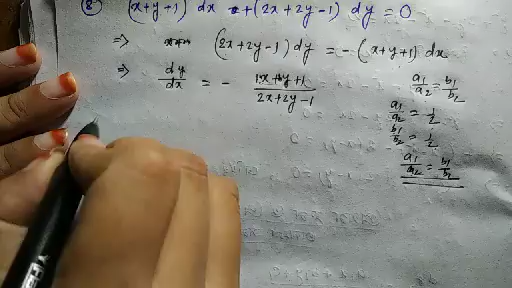 ⑧ (x+y+1) dx + (2x+2y-1) dy = 0
⇒ (2x+2y-1) dy = - (x+y+1) dx
⇒ dy/dx = - (x+y+1)/(2x+2y-1)
a₁/a₂ = b₁/b₂
a₁/a₂ = 1/2
b₁/b₂ = 1/2
a₁/a₂ = b₁/b₂